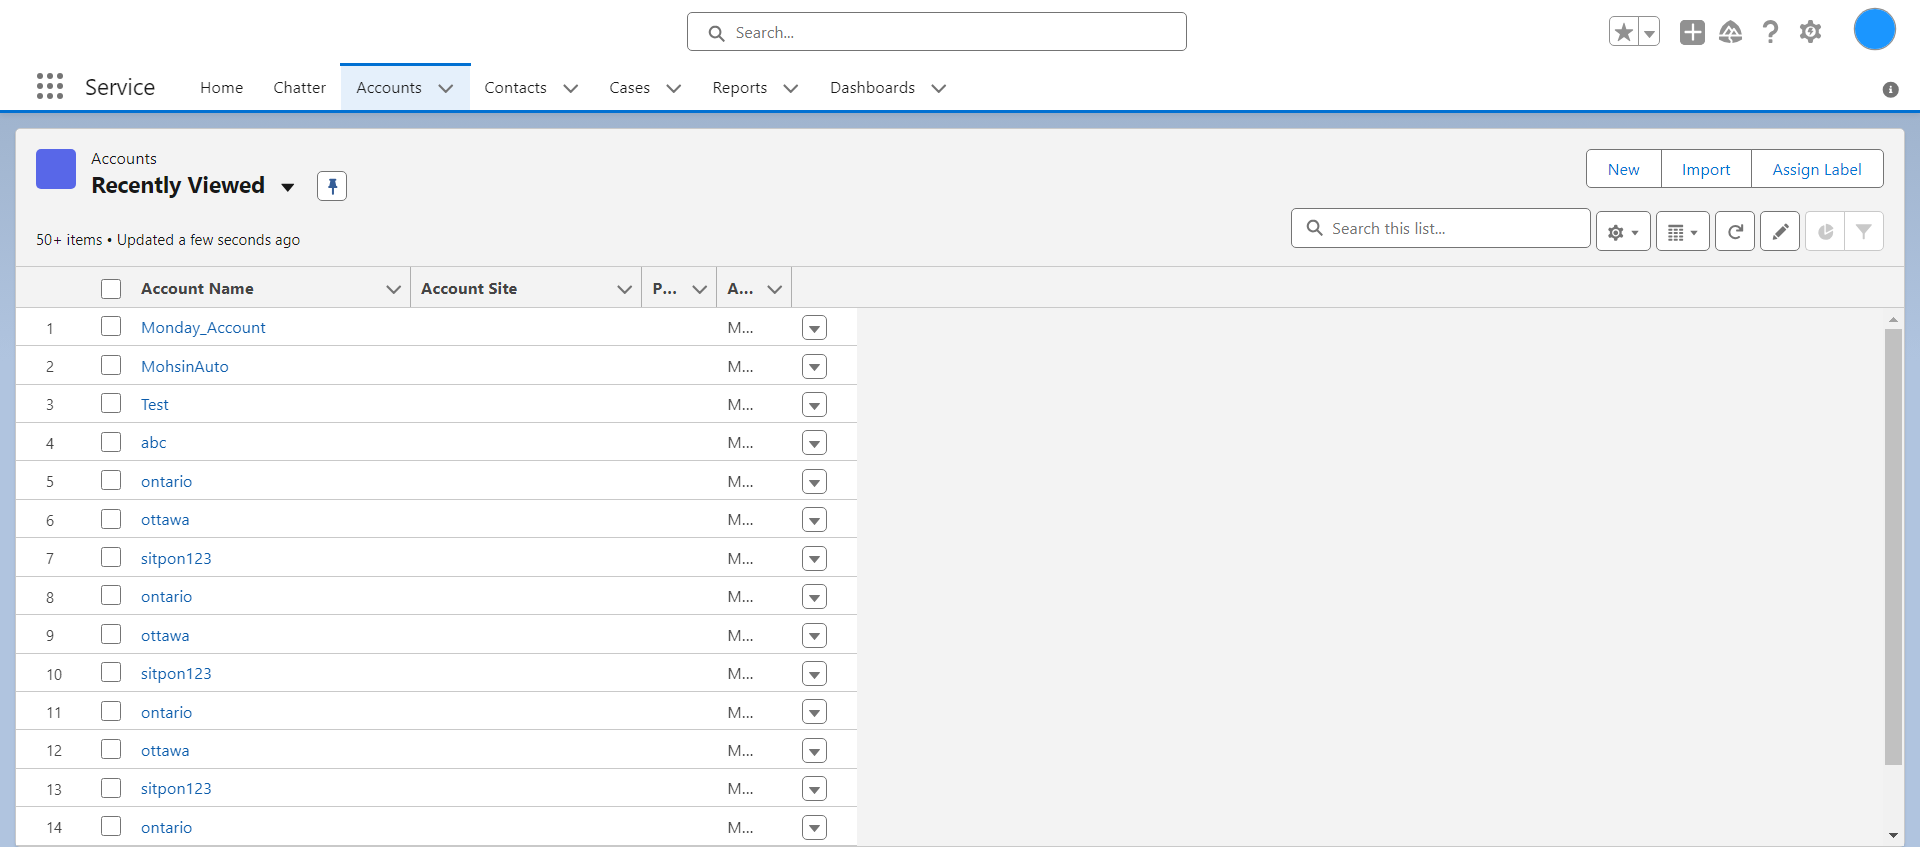 Search...
Service
Home
Chatter
Accounts
Contacts
Cases
Reports
Dashboards
Accounts
Recently Viewed
New
Import
Assign Label
50+ items • Updated a few seconds ago
Search this list...
Account Name
Account Site
P...
A...
1 Monday_Account M...
2 MohsinAuto M...
3 Test M...
4 abc M...
5 ontario M...
6 ottawa M...
7 sitpon123 M...
8 ontario M...
9 ottawa M...
10 sitpon123 M...
11 ontario M...
12 ottawa M...
13 sitpon123 M...
14 ontario M...